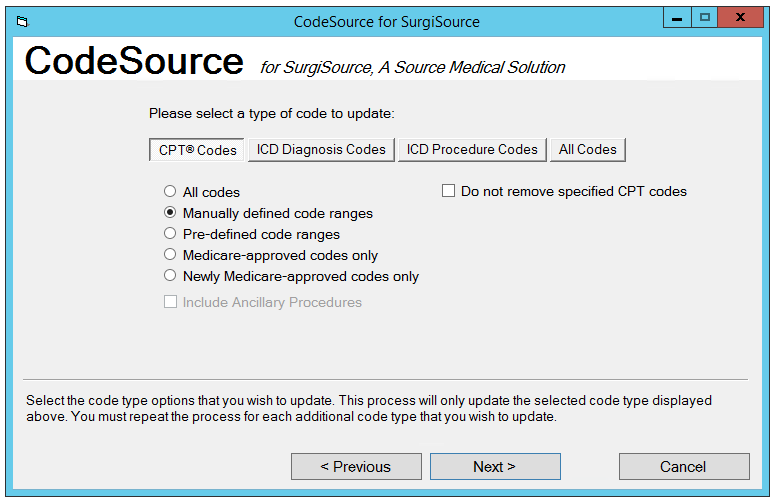 CodeSource for SurgiSource
CodeSource for SurgiSource, A Source Medical Solution
Please select a type of code to update:
CPT® Codes ICD Diagnosis Codes ICD Procedure Codes All Codes
All codes Do not remove specified CPT codes
Manually defined code ranges
Pre-defined code ranges
Medicare-approved codes only
Newly Medicare-approved codes only
Include Ancillary Procedures
Select the code type options that you wish to update. This process will only update the selected code type displayed
above. You must repeat the process for each additional code type that you wish to update.
< Previous Next > Cancel